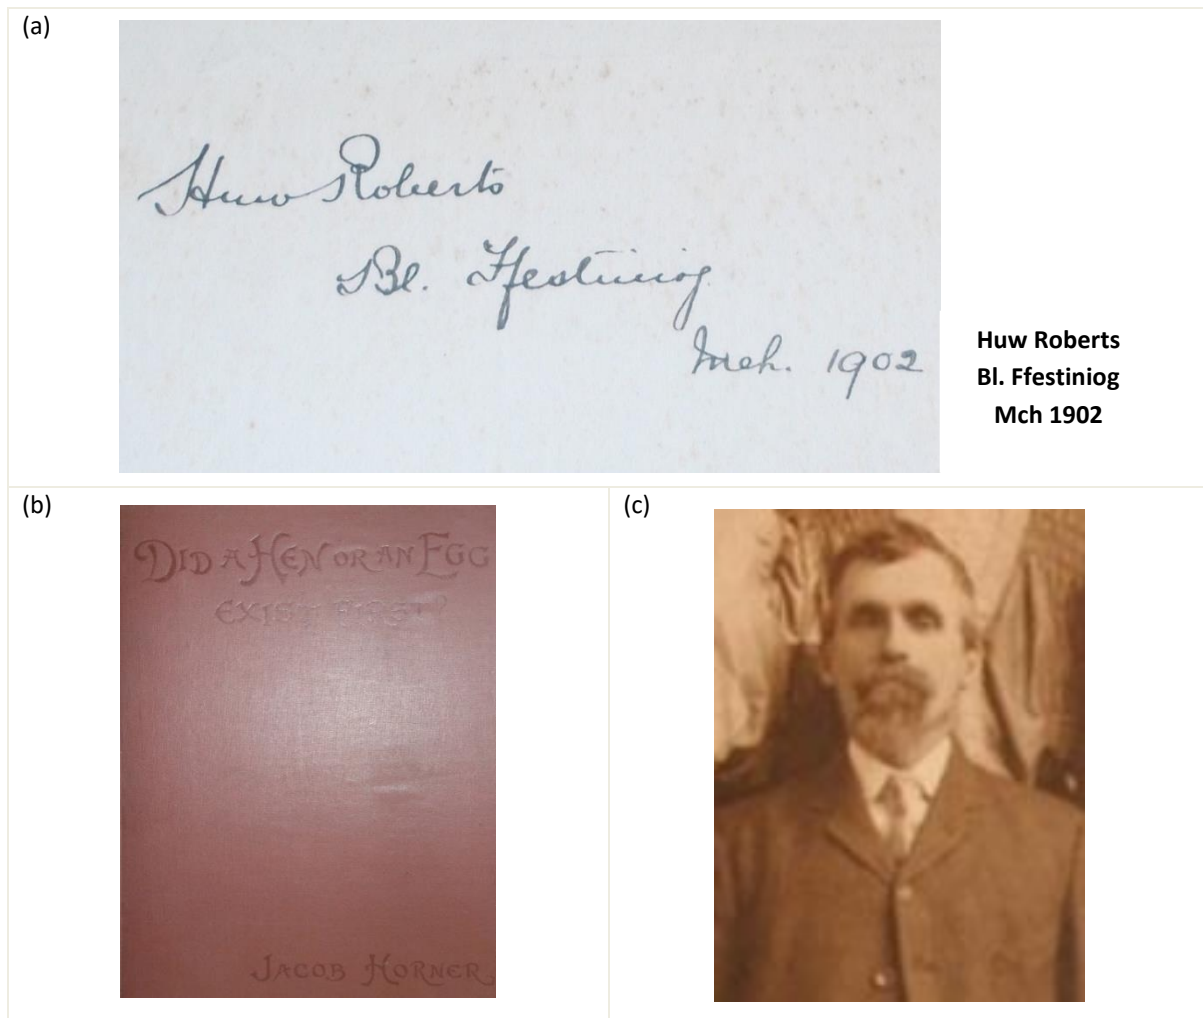 (a)
Huw Roberts
Bl. Ffestiniog
Mch. 1902
Huw Roberts
Bl. Ffestiniog
Mch 1902
(b)
DID A HEN OR AN EGG
EXIST FIRST?
JACOB HORNER
(c)